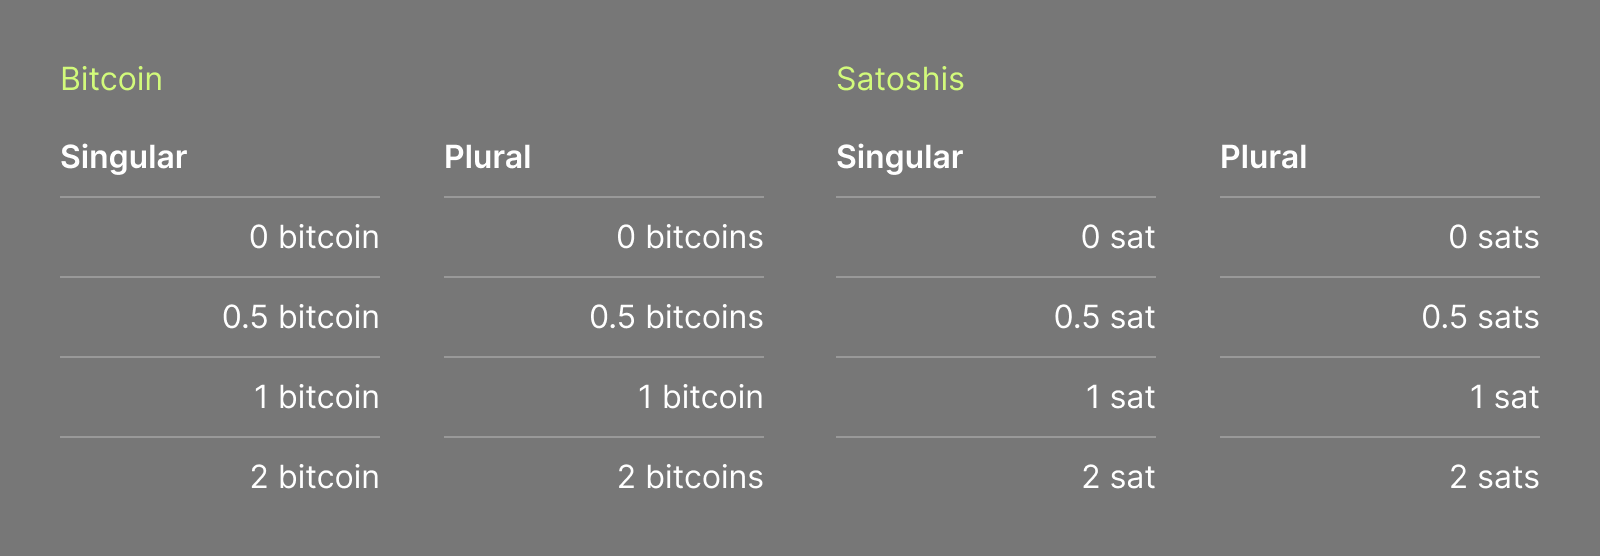 Bitcoin Satoshis
Singular Plural Singular Plural
0 bitcoin 0 bitcoins 0 sat 0 sats
0.5 bitcoin 0.5 bitcoins 0.5 sat 0.5 sats
1 bitcoin 1 bitcoin 1 sat 1 sat
2 bitcoin 2 bitcoins 2 sat 2 sats